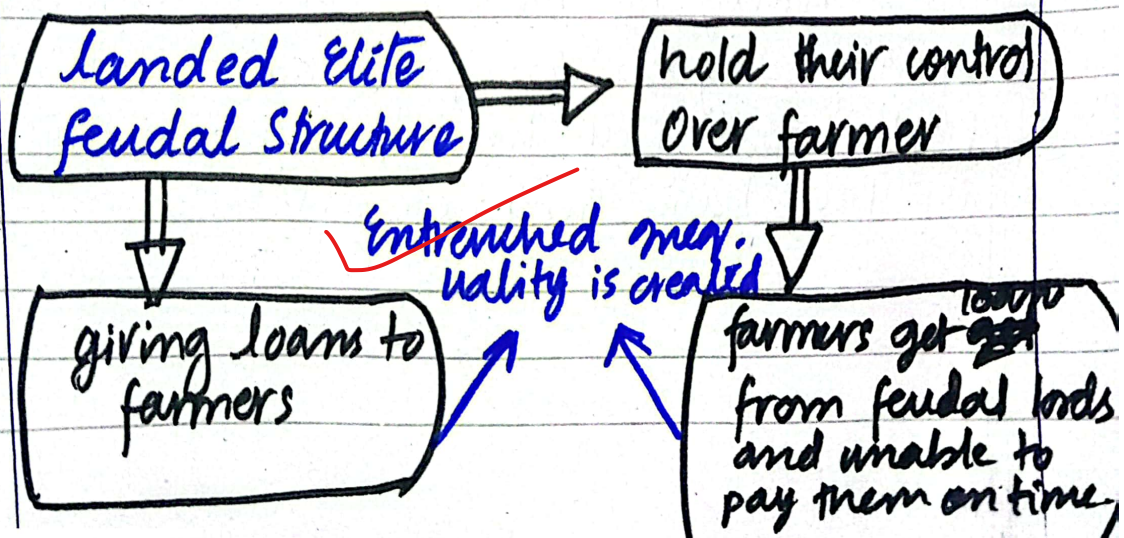 landed Elite
feudal Structure
hold their control
Over farmer
Entrenched ineq.
uality is created
giving loans to
farmers
farmers get loan
from feudal lords
and unable to
pay them on time.